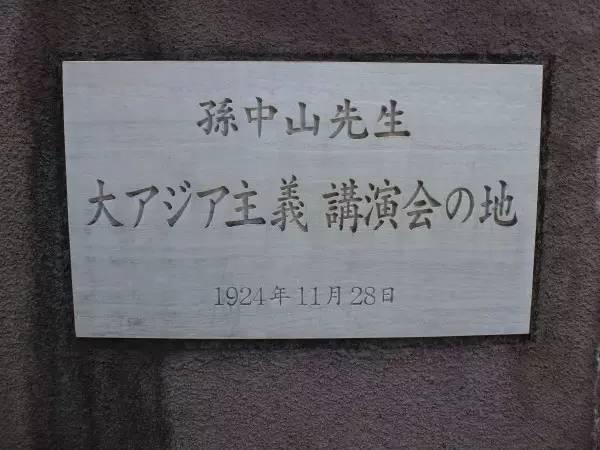 孫中山先生
大アジア主義 講演会の地
1924年11月28日